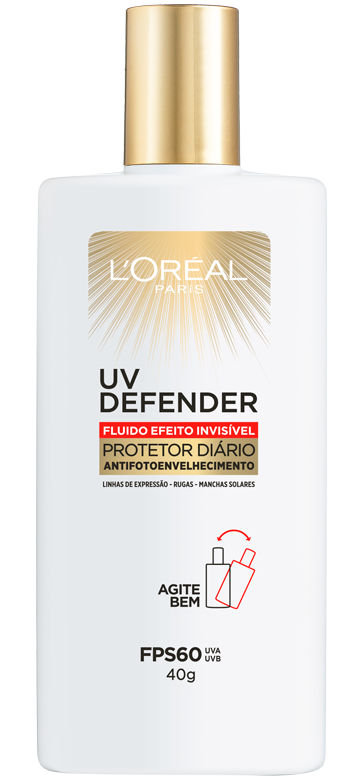 L'ORÉAL
PARIS
UV
DEFENDER
FLUIDO EFEITO INVISÍVEL
PROTETOR DIÁRIO
ANTIFOTOENVELHECIMENTO
LINHAS DE EXPRESSÃO - RUGAS - MANCHAS SOLARES
AGITE
BEM
FPS60 UVA
UVB
40g